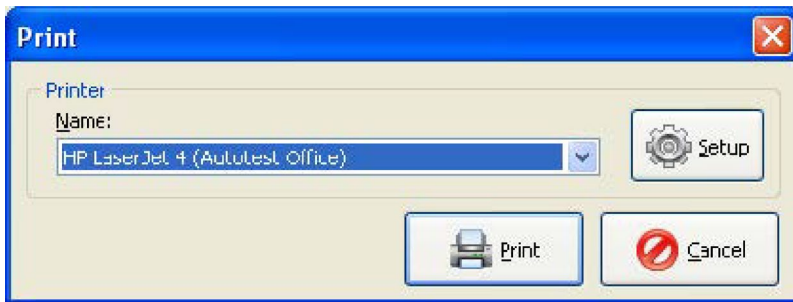 Print
Printer
Name:
HP LaserJet 4 (Autotest Office)
Setup
Print
Cancel